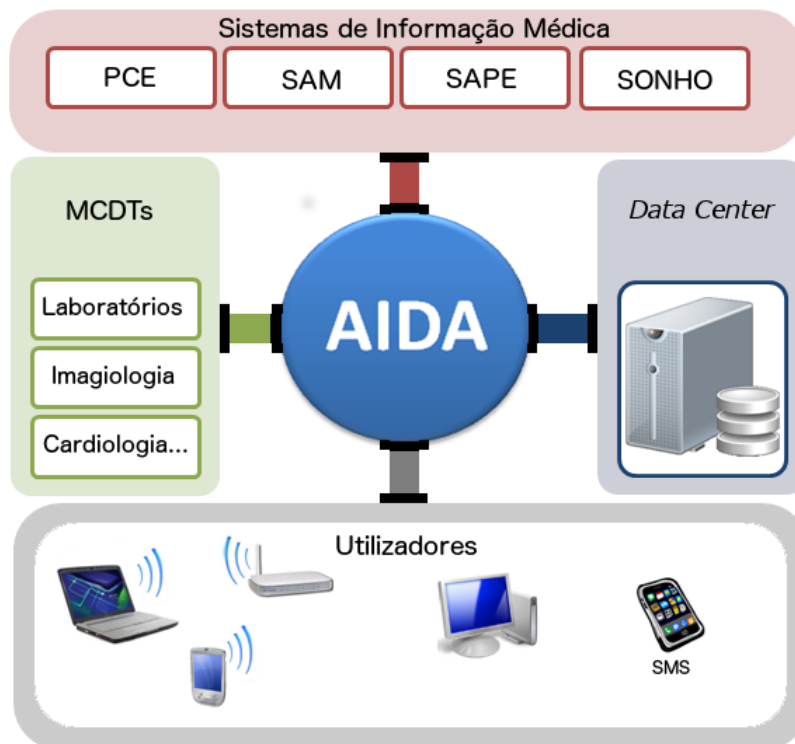 Sistemas de Informação Médica
PCE SAM SAPE SONHO
MCDTs
Laboratórios
Imagiologia
Cardiologia...
AIDA
Data Center
Utilizadores
SMS